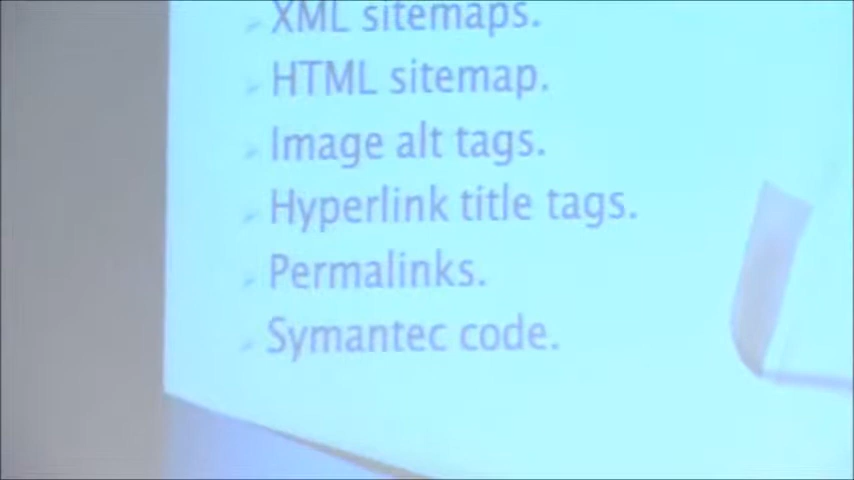 XML sitemaps.
HTML sitemap.
Image alt tags.
Hyperlink title tags.
Permalinks.
Symantec code.